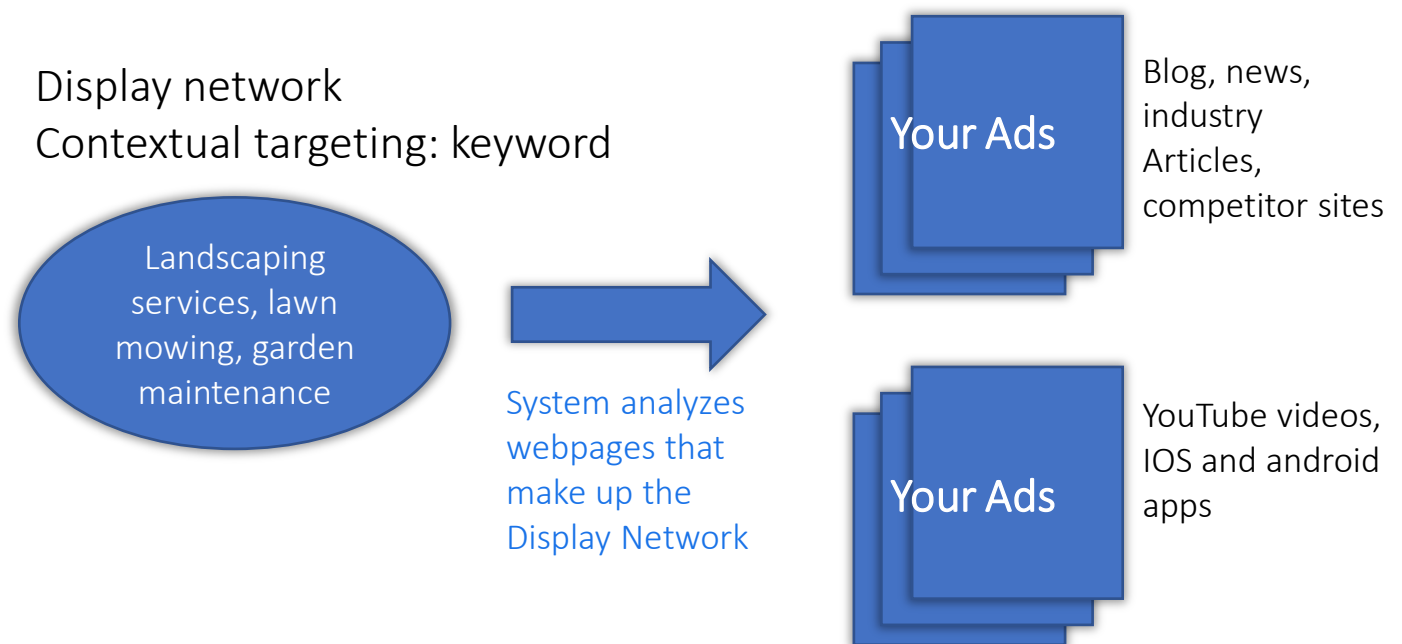 Display network
Contextual targeting: keyword
Landscaping
services, lawn
mowing, garden
maintenance
System analyzes
webpages that
make up the
Display Network
Your Ads
Blog, news,
industry
Articles,
competitor sites
Your Ads
YouTube videos,
IOS and android
apps